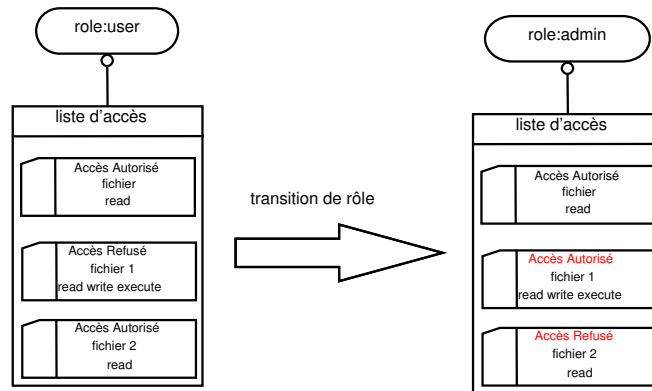 role:user
liste d'accès
Accès Autorisé
fichier
read
Accès Refusé
fichier 1
read write execute
Accès Autorisé
fichier 2
read
transition de rôle
role:admin
liste d'accès
Accès Autorisé
fichier
read
Accès Autorisé
fichier 1
read write execute
Accès Refusé
fichier 2
read